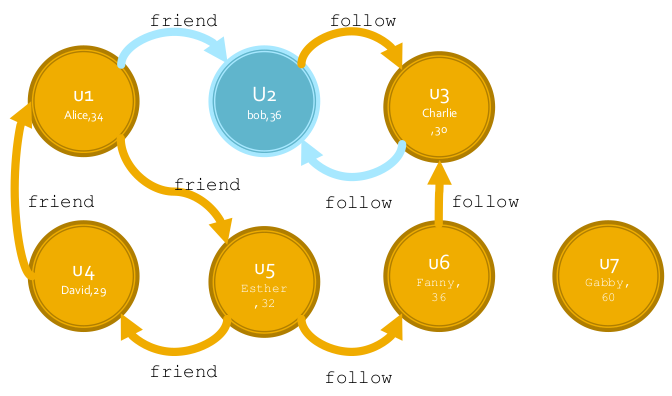 friend
follow
u1
Alice,34
U2
bob,36
u3
Charlie
,30
friend
friend
follow
follow
u4
David,29
u5
Esther
,32
u6
Fanny,
36
u7
Gabby,
60
friend
follow